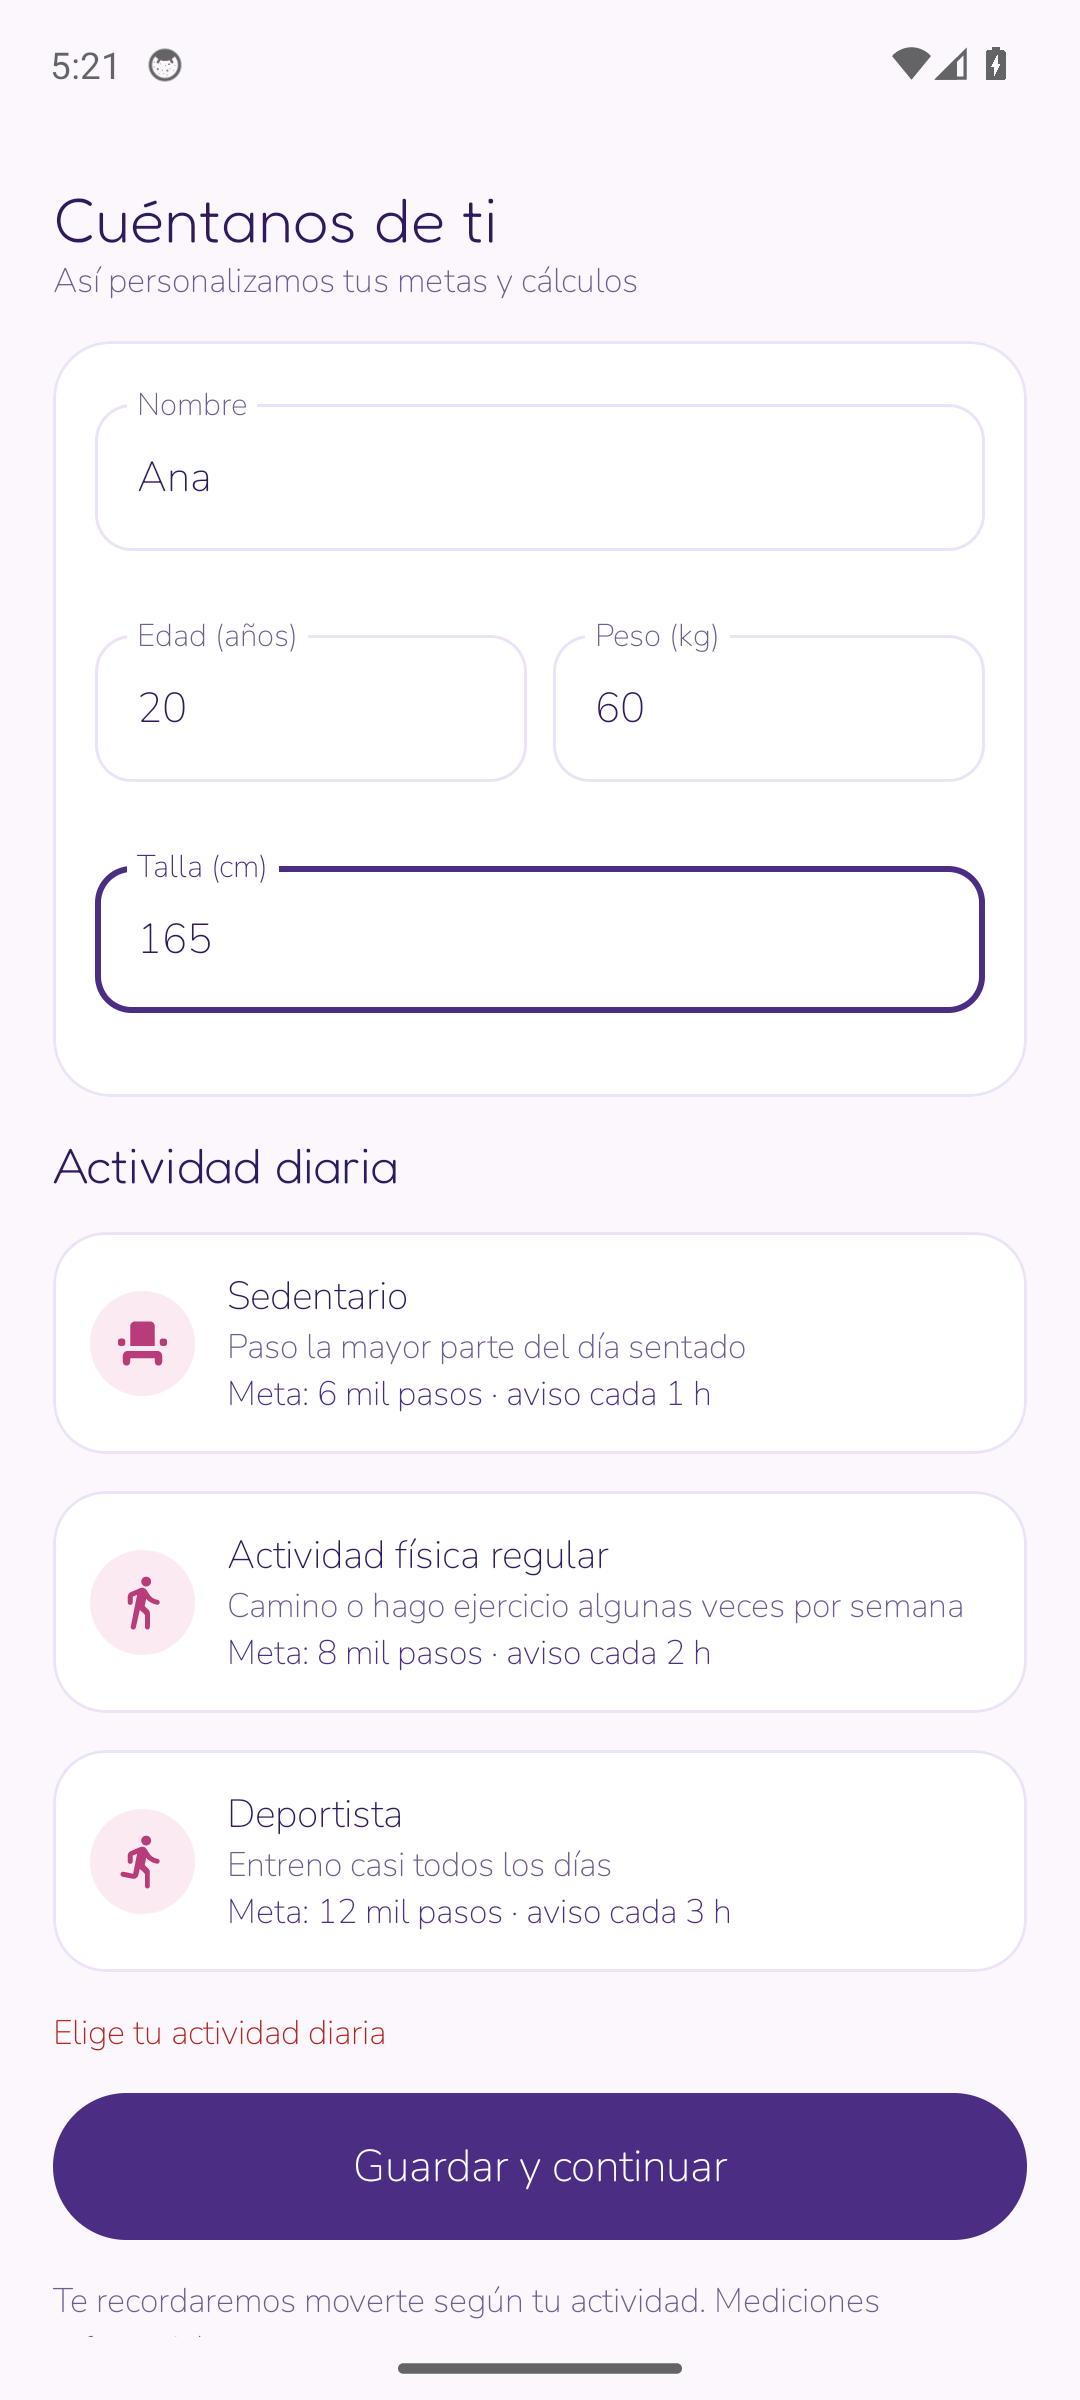 5:21
Cuéntanos de ti
Así personalizamos tus metas y cálculos
Nombre
Ana
Edad (años)
Peso (kg)
20
60
Talla (cm)
165
Actividad diaria
Sedentario
Paso la mayor parte del día sentado
Meta: 6 mil pasos · aviso cada 1 h
Actividad física regular
Camino o hago ejercicio algunas veces por semana
Meta: 8 mil pasos · aviso cada 2 h
Deportista
Entreno casi todos los días
Meta: 12 mil pasos · aviso cada 3 h
Elige tu actividad diaria
Guardar y continuar
Te recordaremos moverte según tu actividad. Mediciones